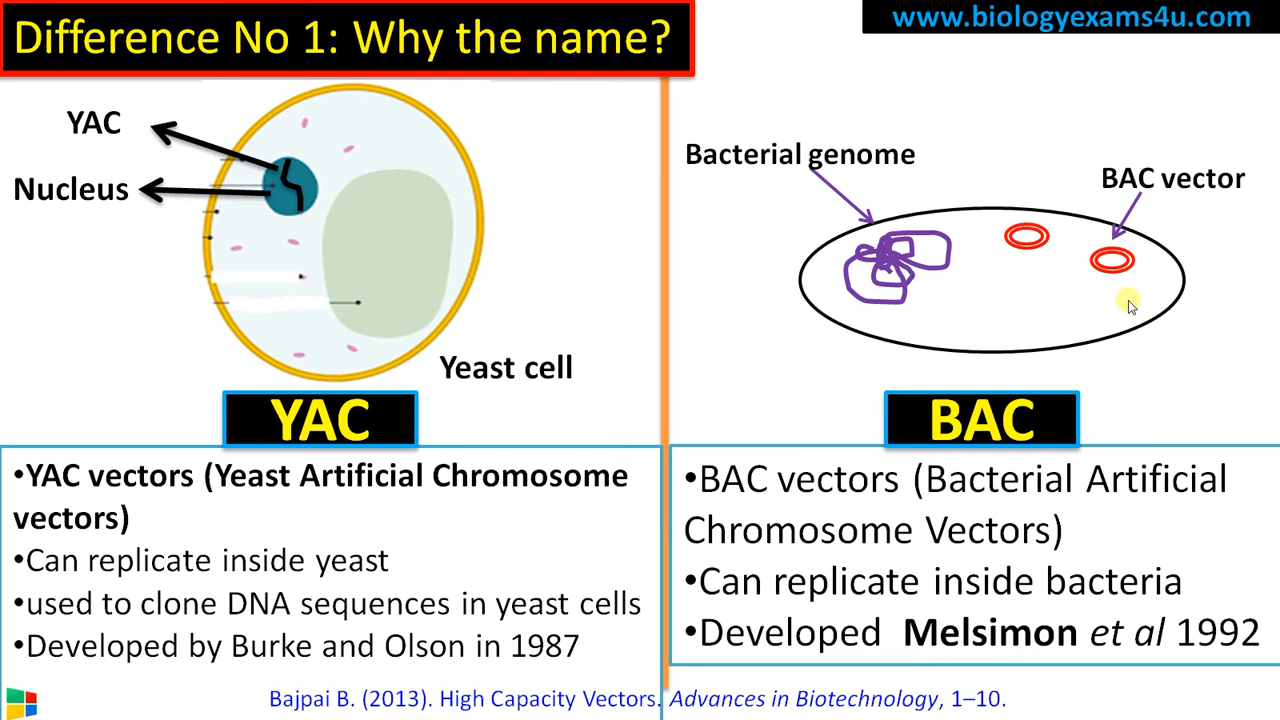 Difference No 1: Why the name?
www.biologyexams4u.com
YAC
Nucleus
Yeast cell
Bacterial genome
BAC vector
YAC
•YAC vectors (Yeast Artificial Chromosome
vectors)
•Can replicate inside yeast
•used to clone DNA sequences in yeast cells
•Developed by Burke and Olson in 1987
BAC
•BAC vectors (Bacterial Artificial
Chromosome Vectors)
•Can replicate inside bacteria
•Developed Melsimon et al 1992
Bajpai B. (2013). High Capacity Vectors. Advances in Biotechnology, 1–10.